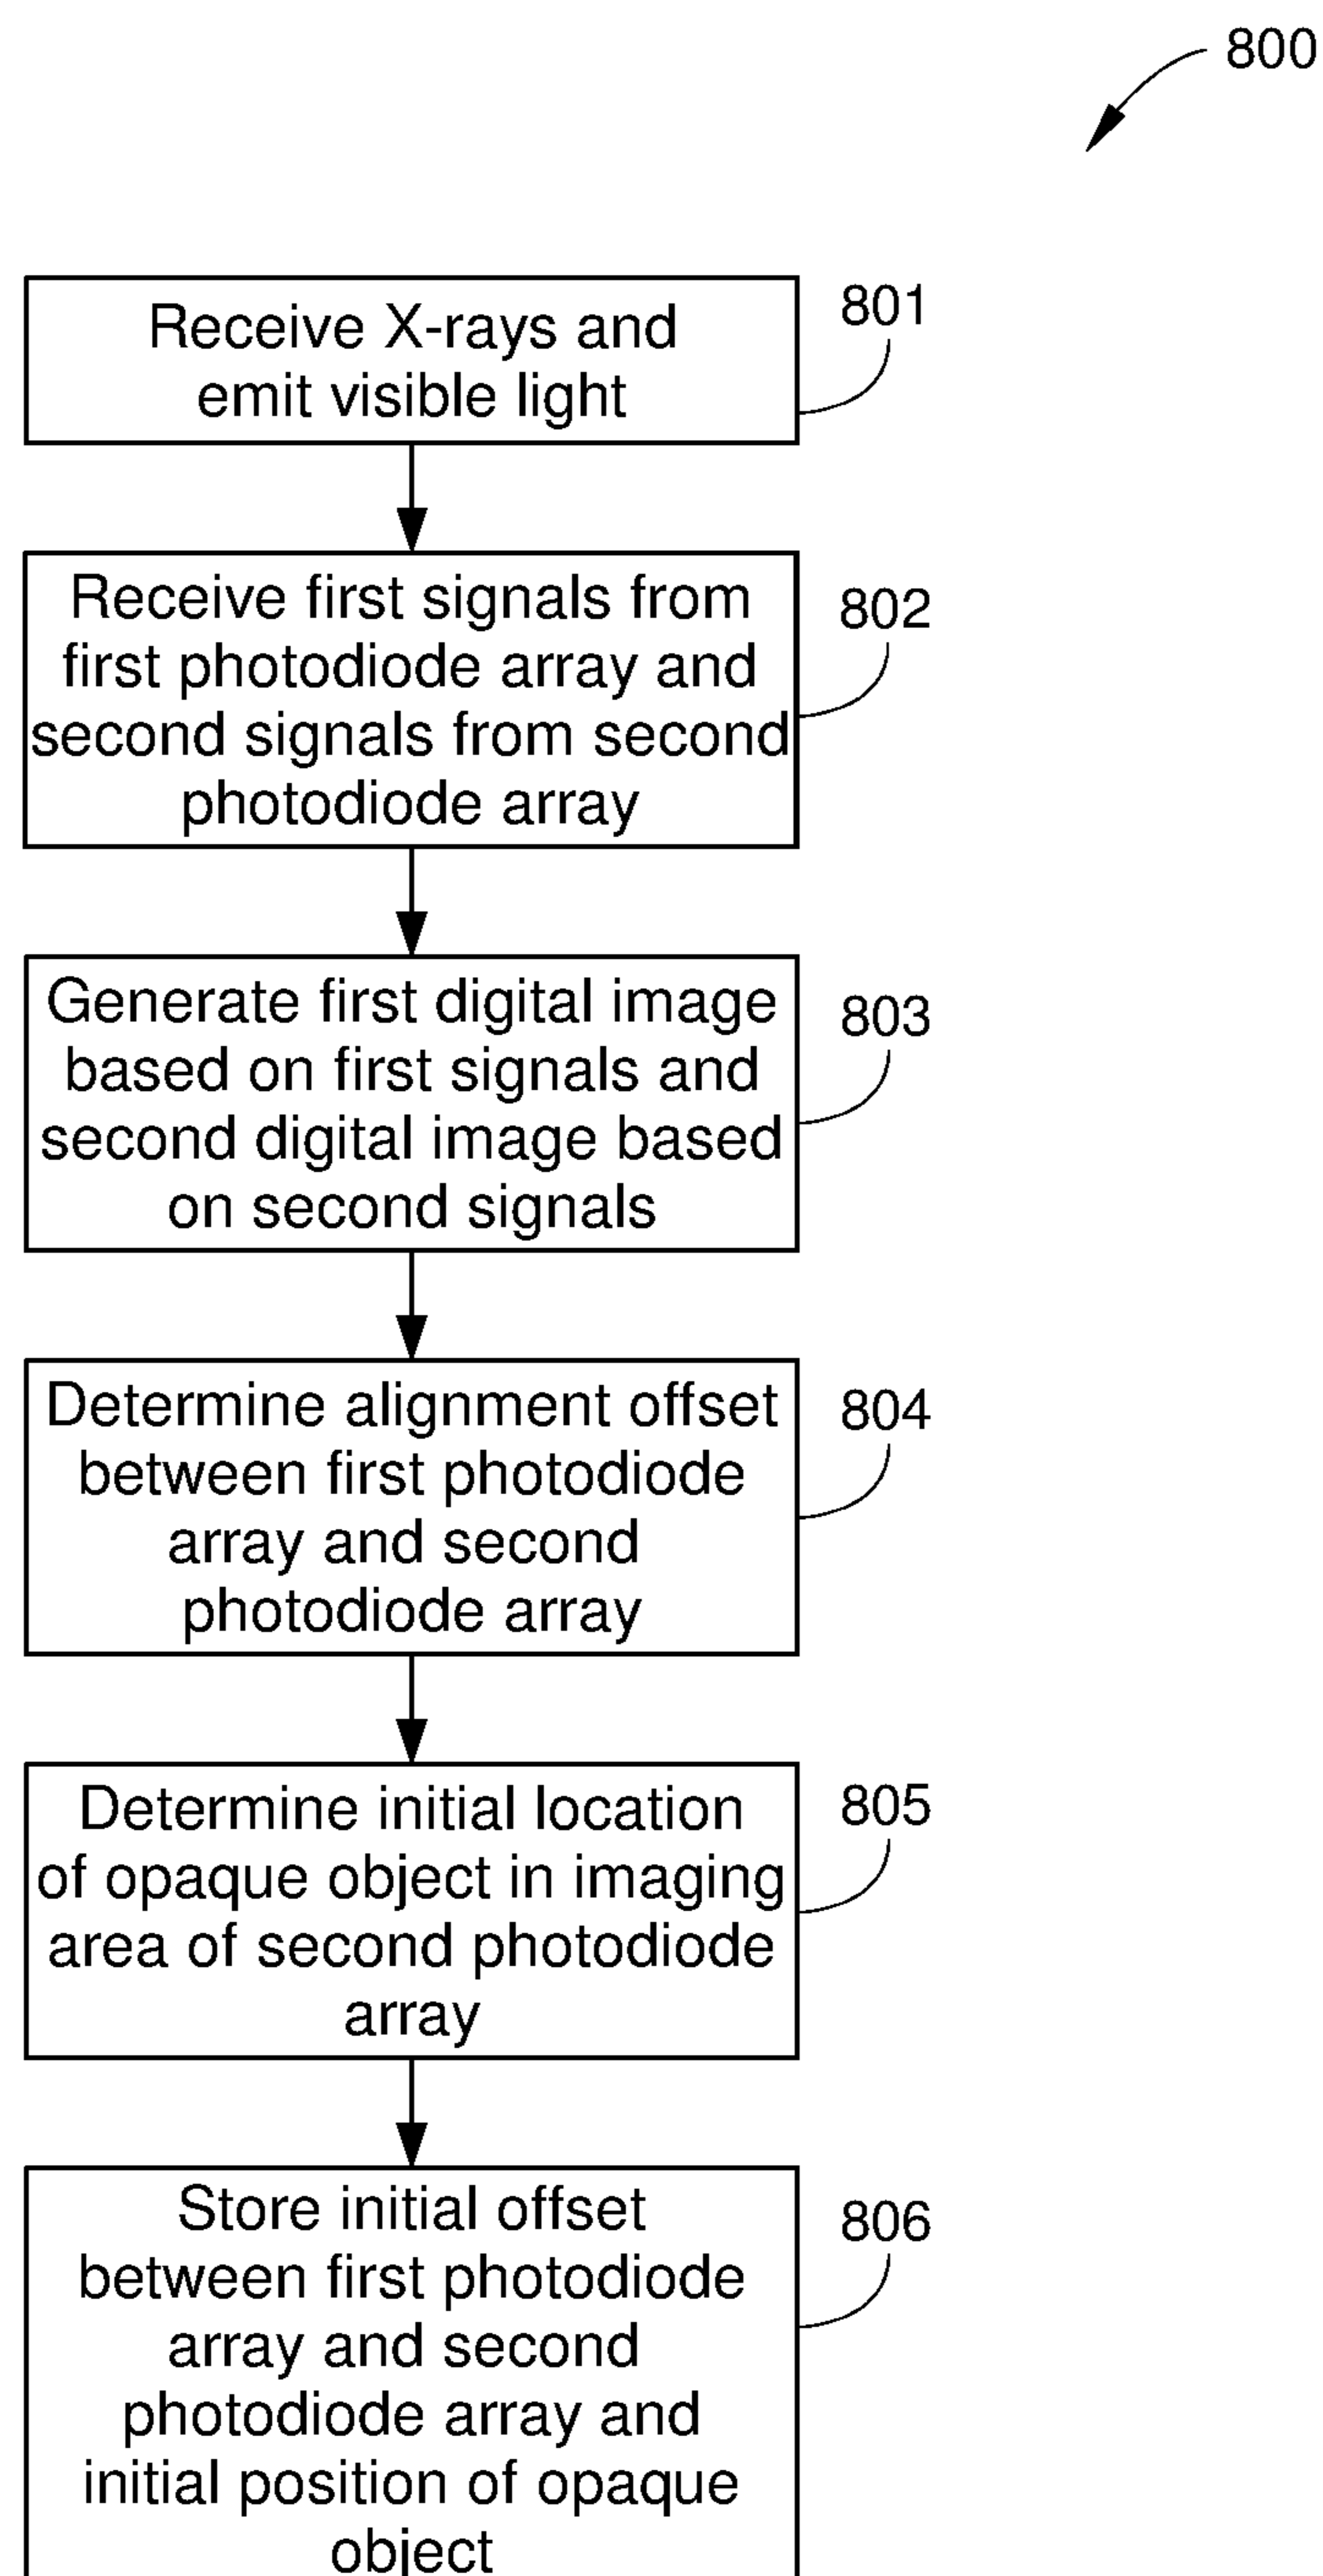 800
Receive X-rays and
emit visible light
801
Receive first signals from
first photodiode array and
second signals from second
photodiode array
802
Generate first digital image
based on first signals and
second digital image based
on second signals
803
Determine alignment offset
between first photodiode
array and second
photodiode array
804
Determine initial location
of opaque object in imaging
area of second photodiode
array
805
Store initial offset
between first photodiode
array and second
photodiode array and
initial position of opaque
object
806